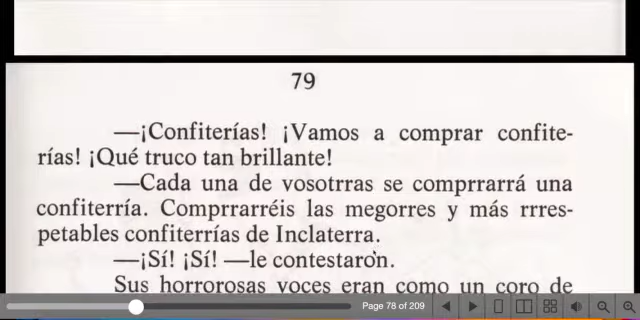 79
—¡Confiterías! ¡Vamos a comprar confite-
rías! ¡Qué truco tan brillante!
—Cada una de vosotrras se comprrarrá una
confiterría. Comprrarréis las megorres y más rrres-
petables confiterrías de Inclaterra.
—¡Sí! ¡Sí! —le contestaron.
Sus horrorosas voces eran como un coro de
Page 78 of 209